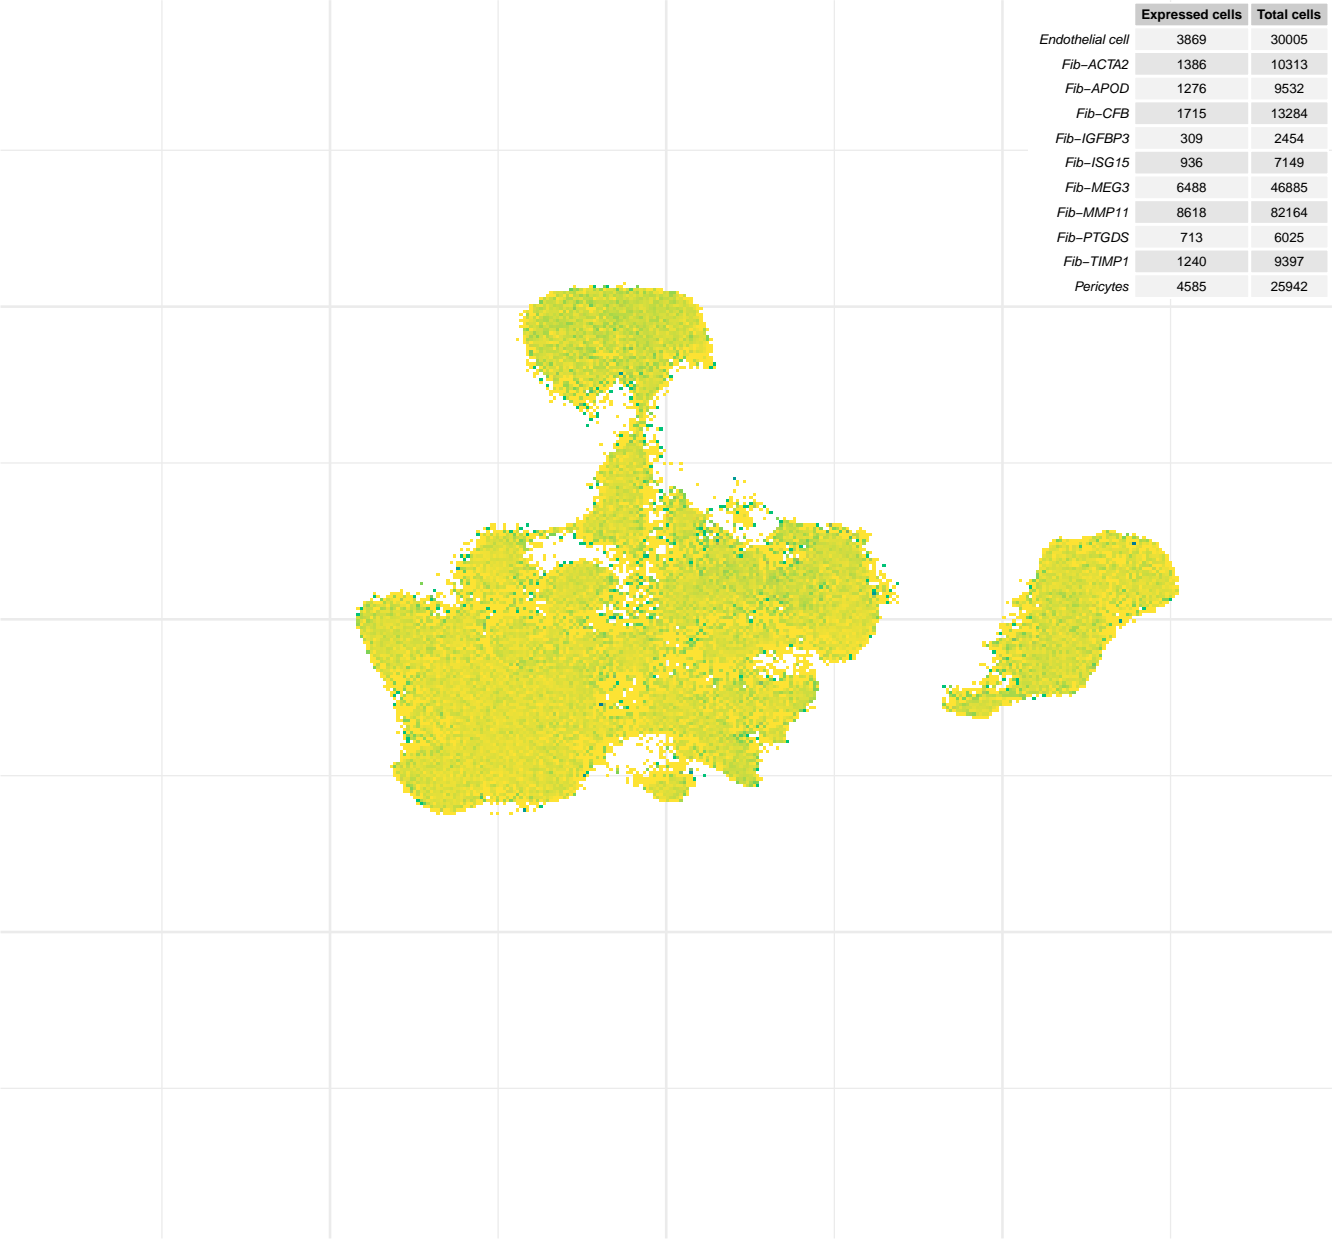 Expressed cells Total cells
Endothelial cell 3869 30005
Fib−ACTA2 1386 10313
Fib−APOD 1276 9532
Fib−CFB 1715 13284
Fib−IGFBP3 309 2454
Fib−ISG15 936 7149
Fib−MEG3 6488 46885
Fib−MMP11 8618 82164
Fib−PTGDS 713 6025
Fib−TIMP1 1240 9397
Pericytes 4585 25942